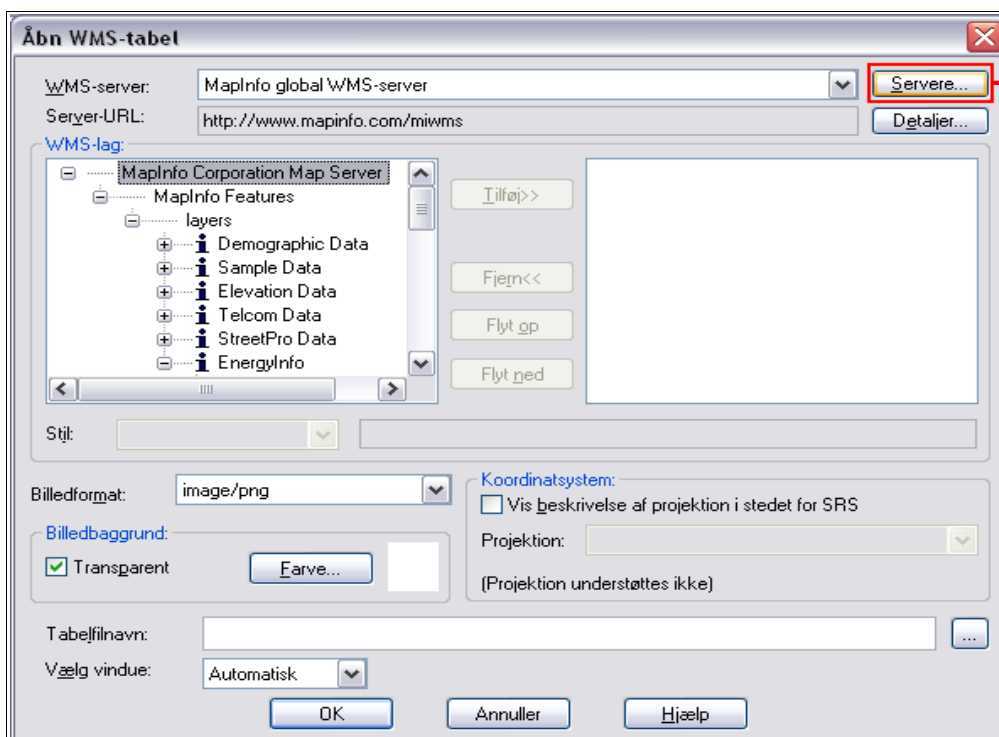 Åbn WMS-tabel
WMS-server: MapInfo global WMS-server Servere...
Server-URL: http://www.mapinfo.com/miwms Detaljer...
WMS-lag:
MapInfo Corporation Map Server
MapInfo Features
layers
Demographic Data
Sample Data
Elevation Data
Telcom Data
StreetPro Data
EnergyInfo
Tilføj>>
Fjern<<
Flyt op
Flyt ned
Stil:
Billedformat: image/png
Billedbaggrund:
Transparent Farve...
Koordinatsystem:
Vis beskrivelse af projektion i stedet for SRS
Projektion:
(Projektion understøttes ikke)
Tabelfilnavn: ...
Vælg vindue: Automatisk
OK Annuller Hjælp